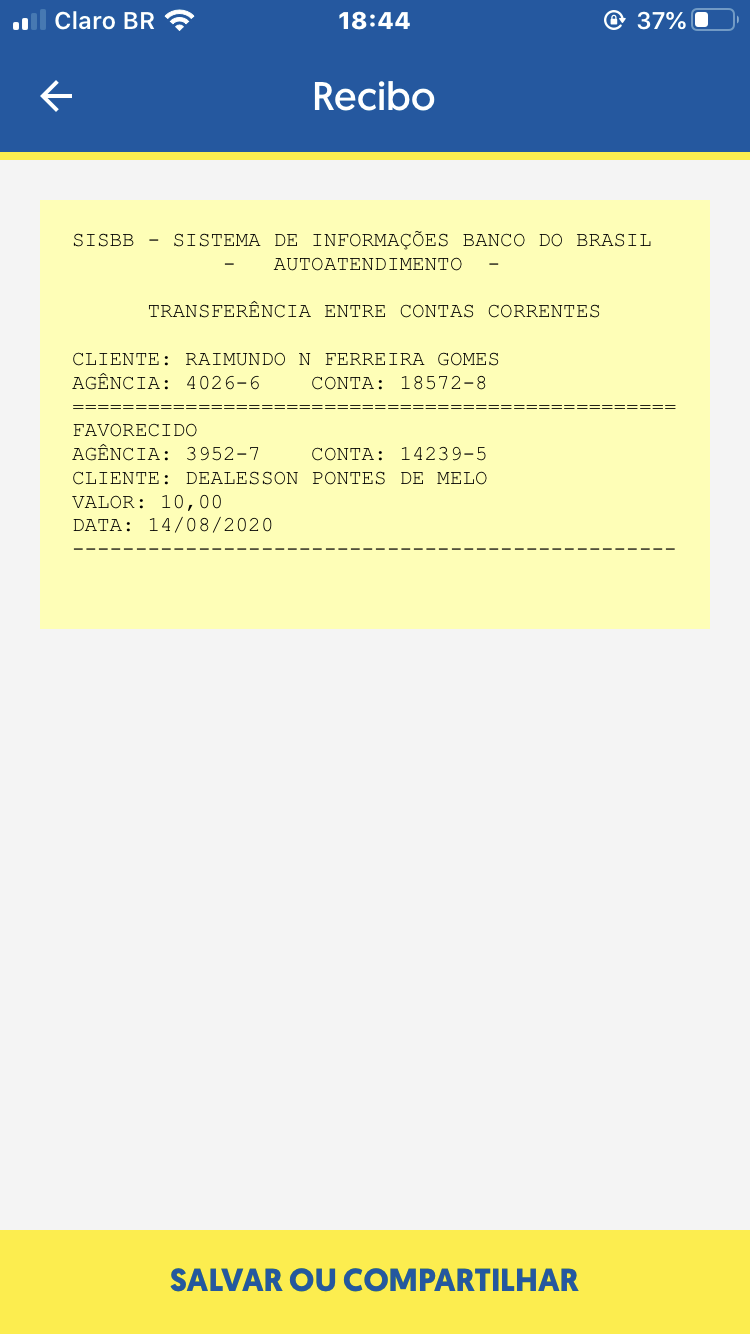 Claro BR 18:44 37%
Recibo
SISBB - SISTEMA DE INFORMAÇÕES BANCO DO BRASIL
- AUTOATENDIMENTO -
TRANSFERÊNCIA ENTRE CONTAS CORRENTES
CLIENTE: RAIMUNDO N FERREIRA GOMES
AGÊNCIA: 4026-6 CONTA: 18572-8
================================================
FAVORECIDO
AGÊNCIA: 3952-7 CONTA: 14239-5
CLIENTE: DEALESSON PONTES DE MELO
VALOR: 10,00
DATA: 14/08/2020
------------------------------------------------
SALVAR OU COMPARTILHAR